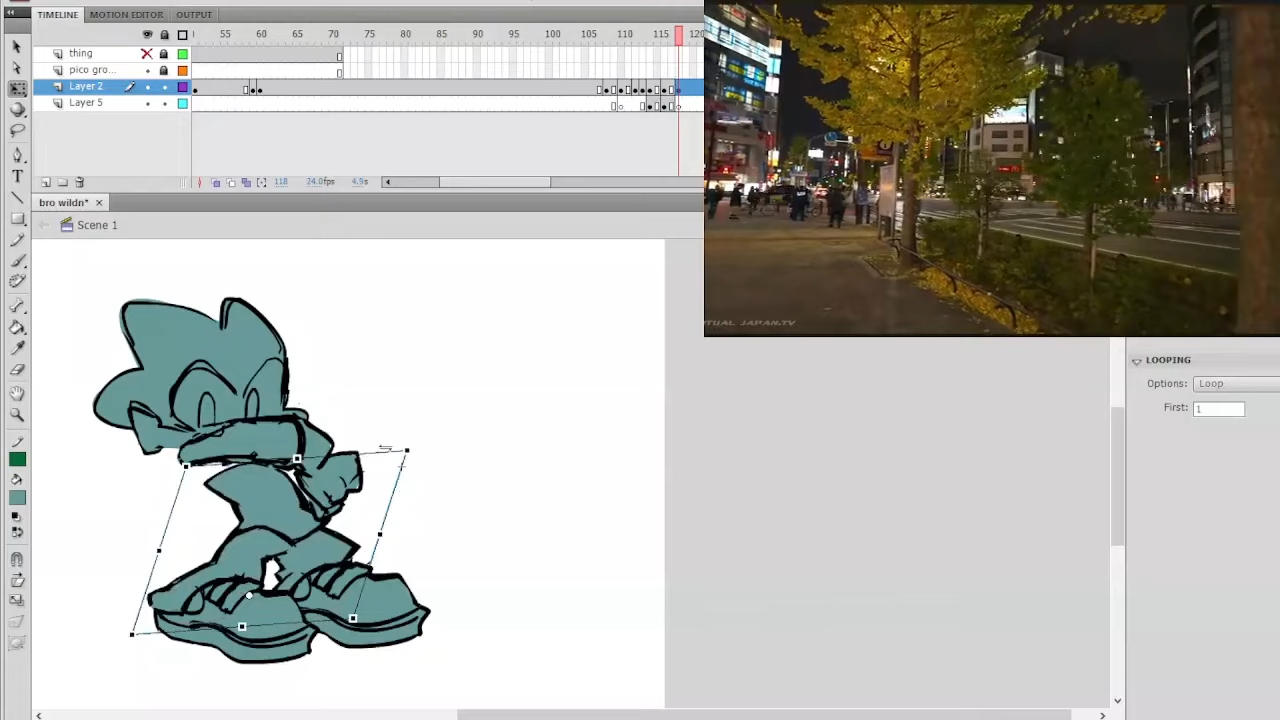 TIMELINE MOTION EDITOR OUTPUT
55 60 65 70 75 80 85 90 95 100 105 110 115 120
thing
pico gro...
Layer 2
Layer 5
118 24.0fps 4.9s
bro wildn* ×
Scene 1
TUAL JAPAN.TV
LOOPING
Options: Loop
First: 1